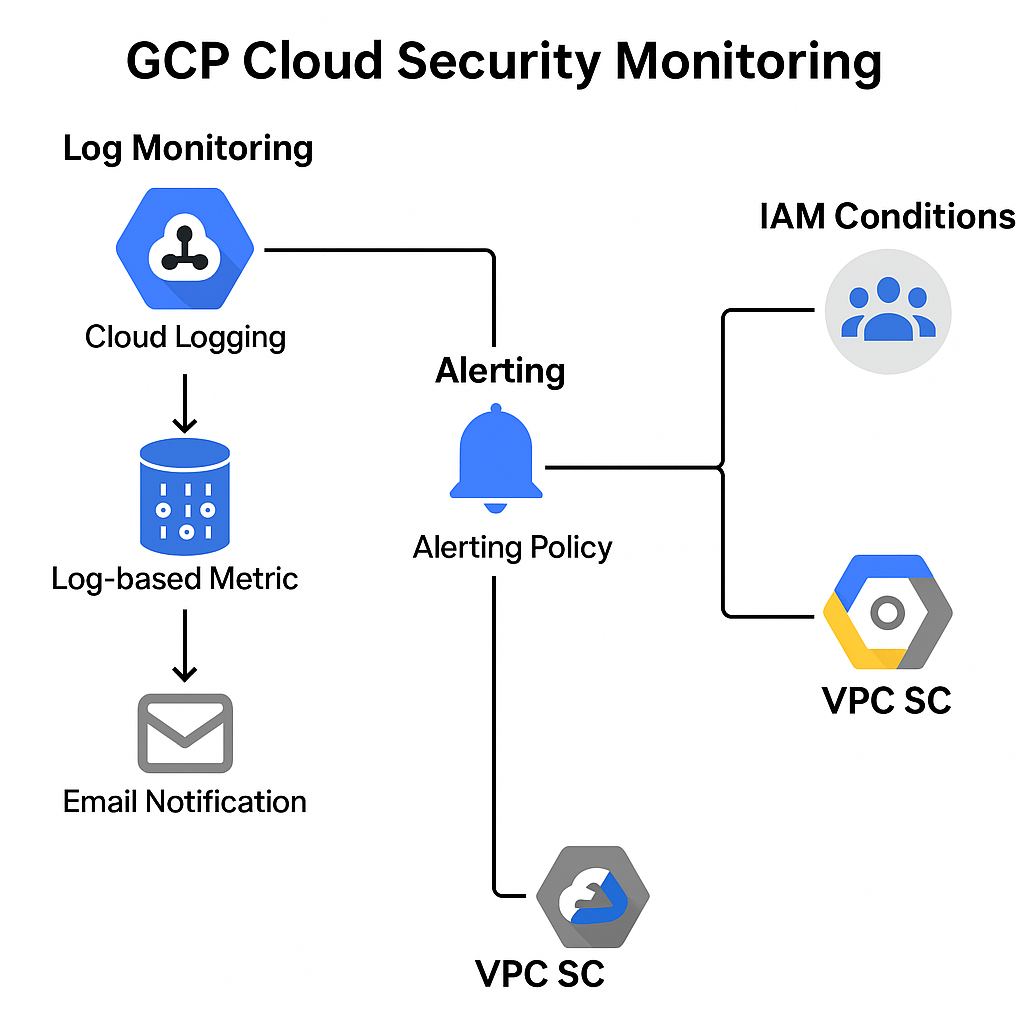 GCP Cloud Security Monitoring
Log Monitoring
Cloud Logging
Log-based Metric
Email Notification
Alerting
Alerting Policy
IAM Conditions
VPC SC
VPC SC